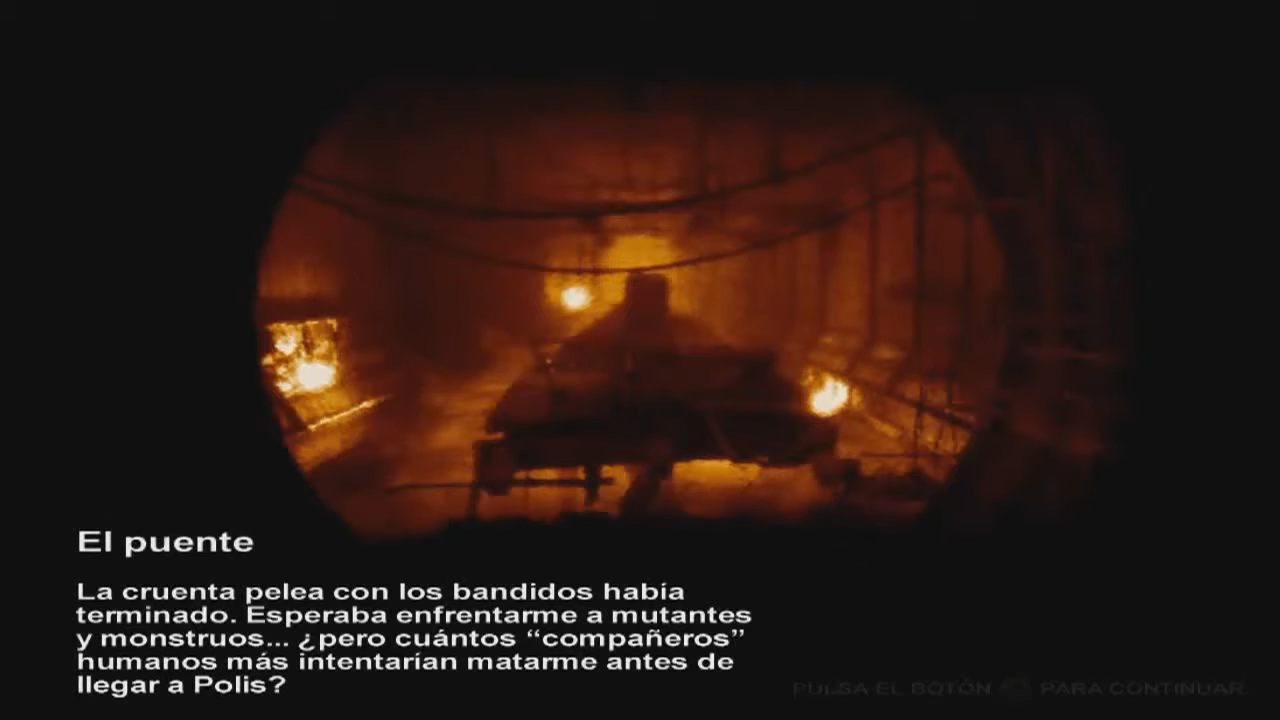 El puente
La cruenta pelea con los bandidos había
terminado. Esperaba enfrentarme a mutantes
y monstruos... ¿pero cuántos “compañeros”
humanos más intentarían matarme antes de
llegar a Polis?
PULSA EL BOTÓN PARA CONTINUAR.